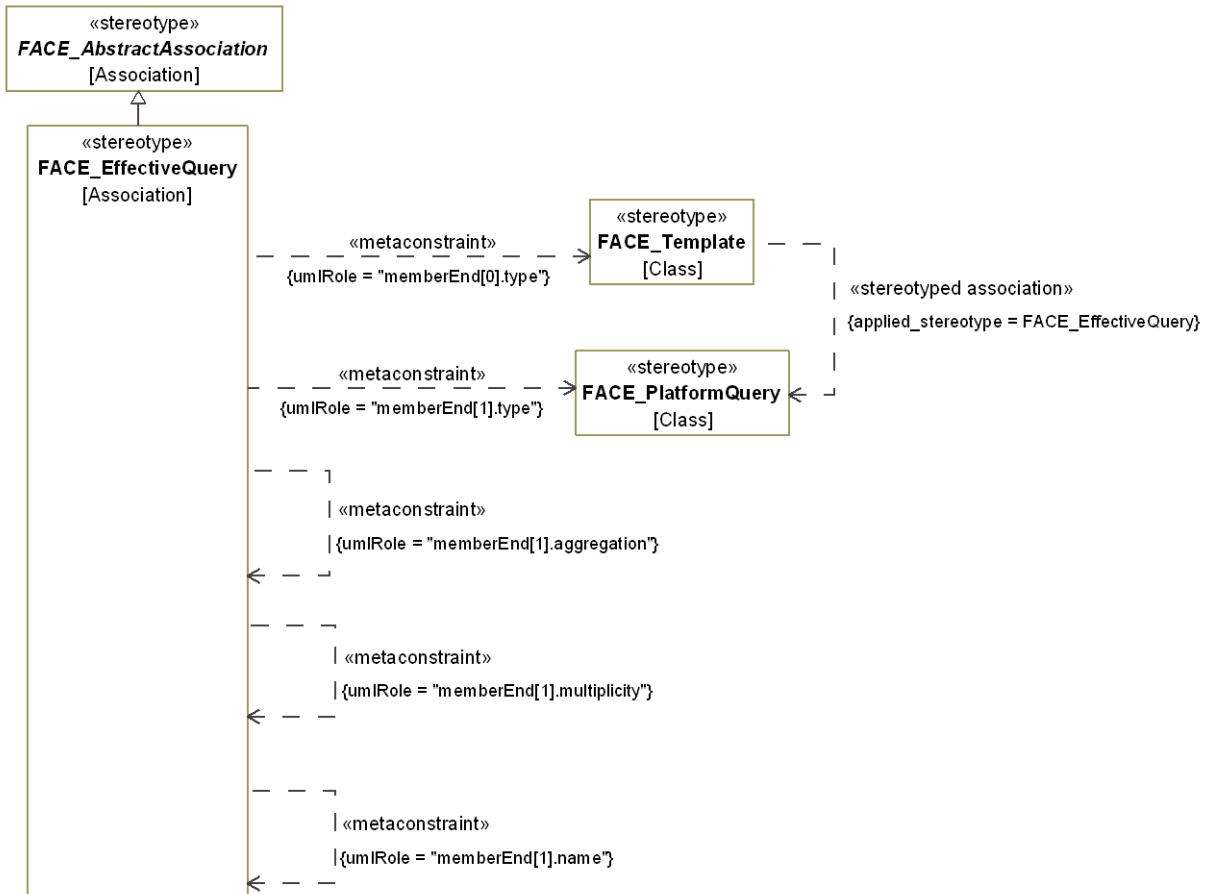 «stereotype»
FACE_AbstractAssociation
[Association]
«stereotype»
FACE_EffectiveQuery
[Association]
«metaconstraint»
{umlRole = "memberEnd[0].type"}
«stereotype»
FACE_Template
[Class]
«stereotyped association»
{applied_stereotype = FACE_EffectiveQuery}
«metaconstraint»
{umlRole = "memberEnd[1].type"}
«stereotype»
FACE_PlatformQuery
[Class]
«metaconstraint»
{umlRole = "memberEnd[1].aggregation"}
«metaconstraint»
{umlRole = "memberEnd[1].multiplicity"}
«metaconstraint»
{umlRole = "memberEnd[1].name"}